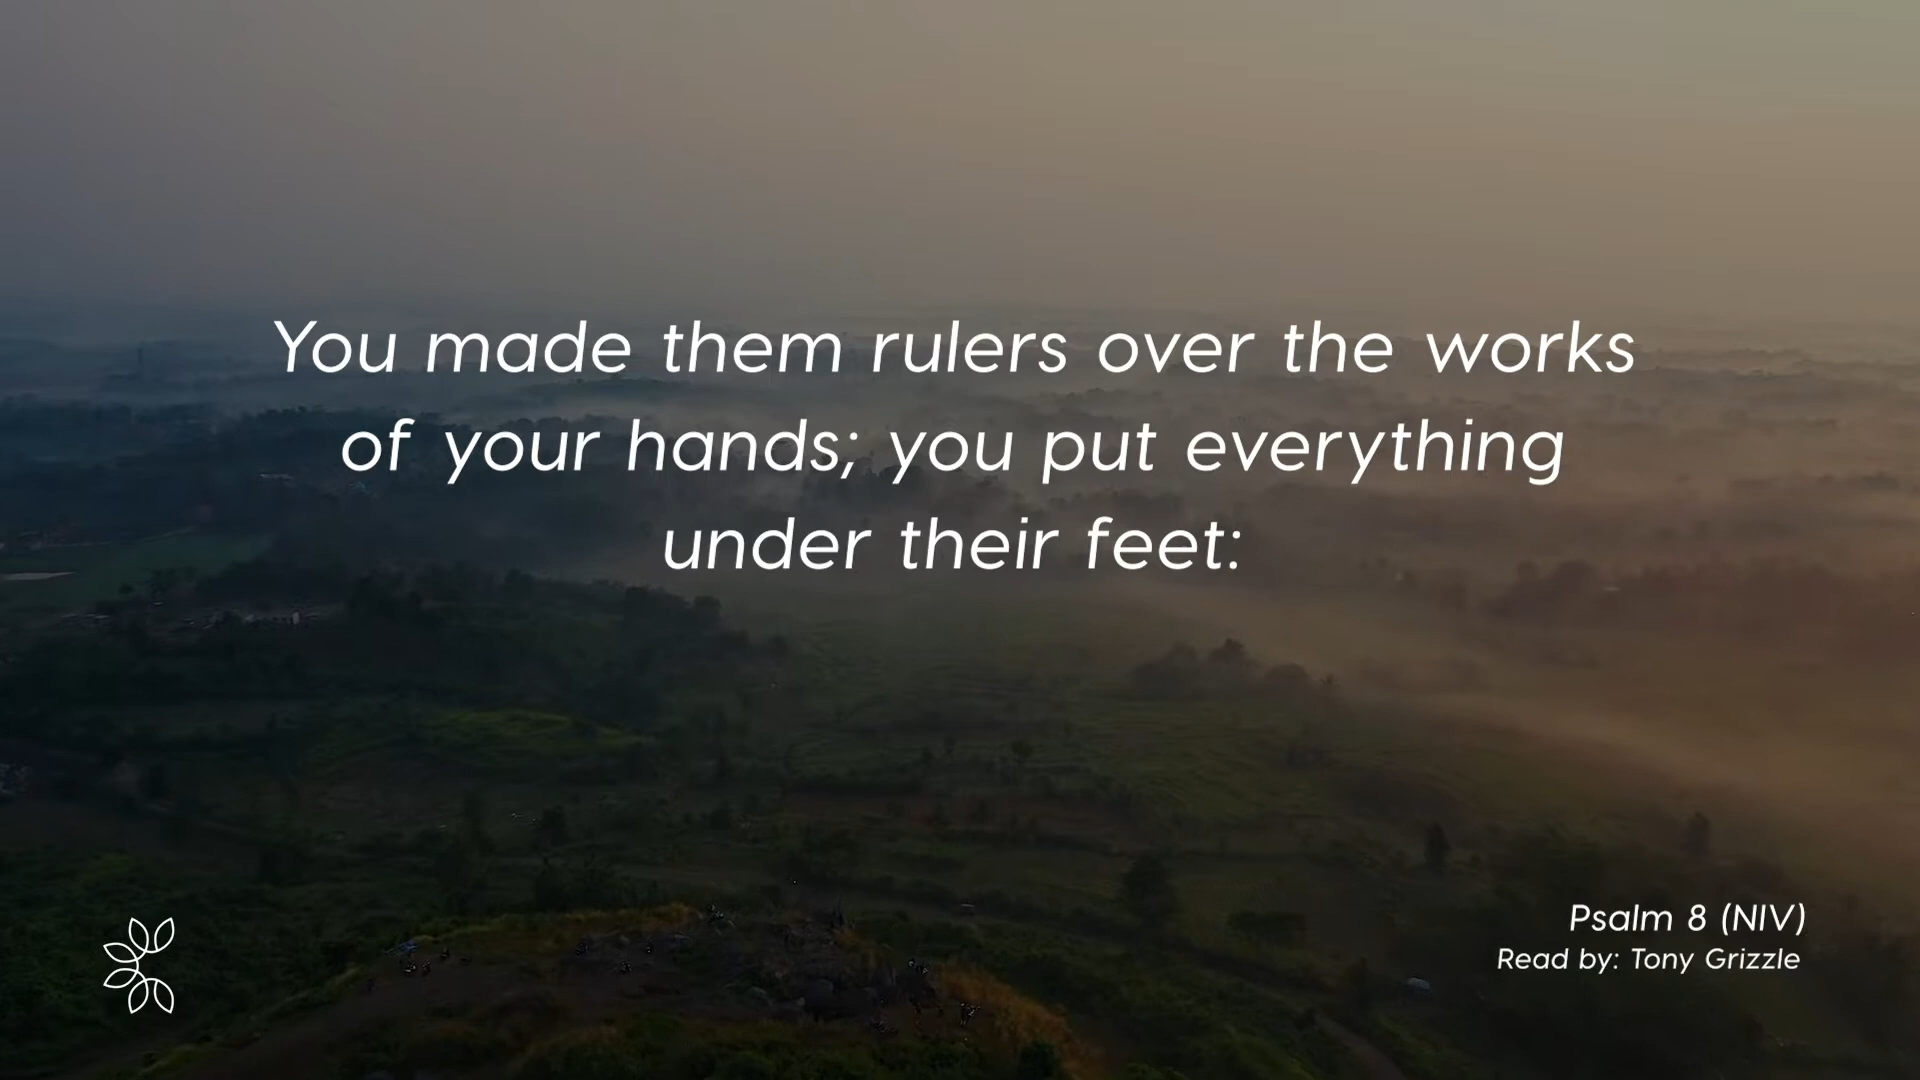 You made them rulers over the works
of your hands; you put everything
under their feet:
Psalm 8 (NIV)
Read by: Tony Grizzle